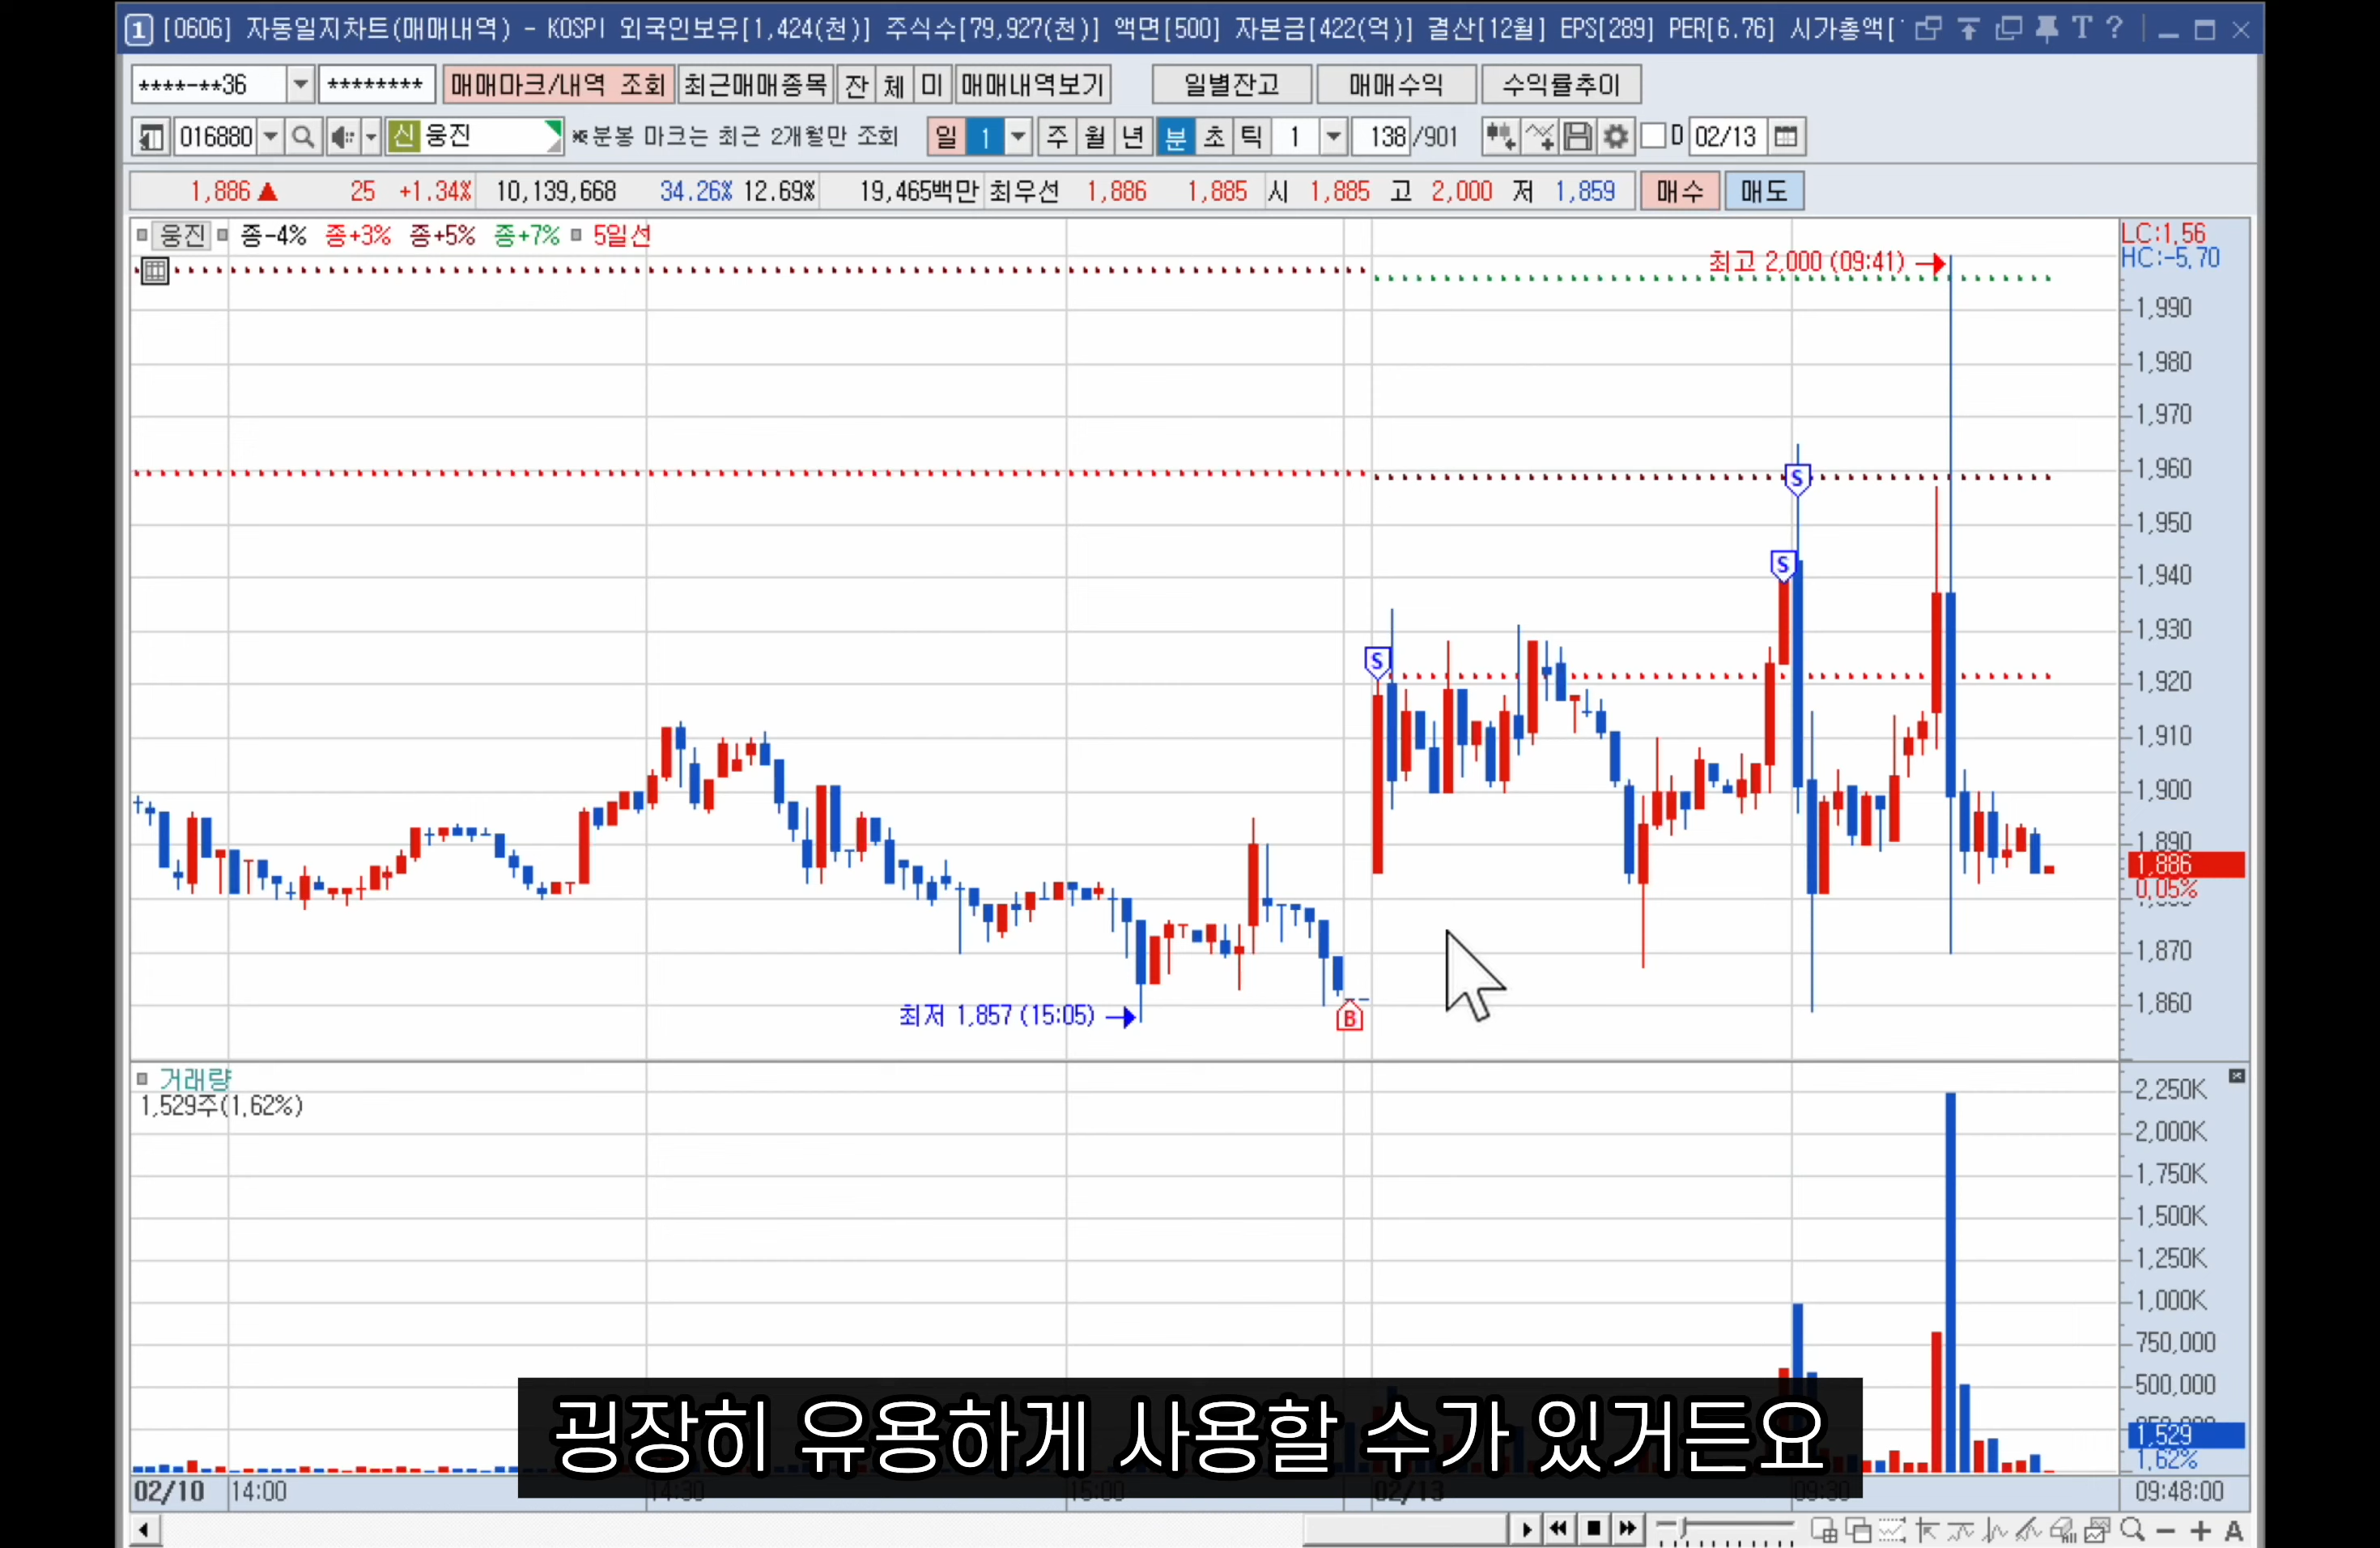 1 [0606] 자동일지차트(매매내역) - KOSPI 외국인보유[1,424(천)] 주식수[79,927(천)] 액면[500] 자본금[422(억)] 결산[12월] EPS[289] PER[6.76] 시가총액[
****-**36 ******** 매매마크/내역 조회 최근매매종목 잔 체 미 매매내역보기 일별잔고 매매수익 수익률추이
016880 신 웅진 ※분봉 마크는 최근 2개월만 조회 일 1 주 월 년 분 초 틱 1 138/901 D 02/13
1,886 ▲ 25 +1.34% 10,139,668 34.26% 12.69% 19,465백만 최우선 1,886 1,885 시 1,885 고 2,000 저 1,859 매수 매도
웅진 종-4% 종+3% 종+5% 종+7% 5일선
LC:1.56
HC:-5.70
최고 2,000 (09:41)
1,990
1,980
1,970
1,960
S
1,950
S
1,940
1,930
S
1,920
1,910
1,900
1,890
1,886
0.05%
1,870
1,860
최저 1,857 (15:05)
B
거래량
1,529주(1.62%)
2,250K
2,000K
1,750K
1,500K
1,250K
1,000K
750,000
500,000
1,529
1.62%
굉장히 유용하게 사용할 수가 있거든요
02/10 14:00 14:30 15:00 02/13 09:30 09:48:00
A